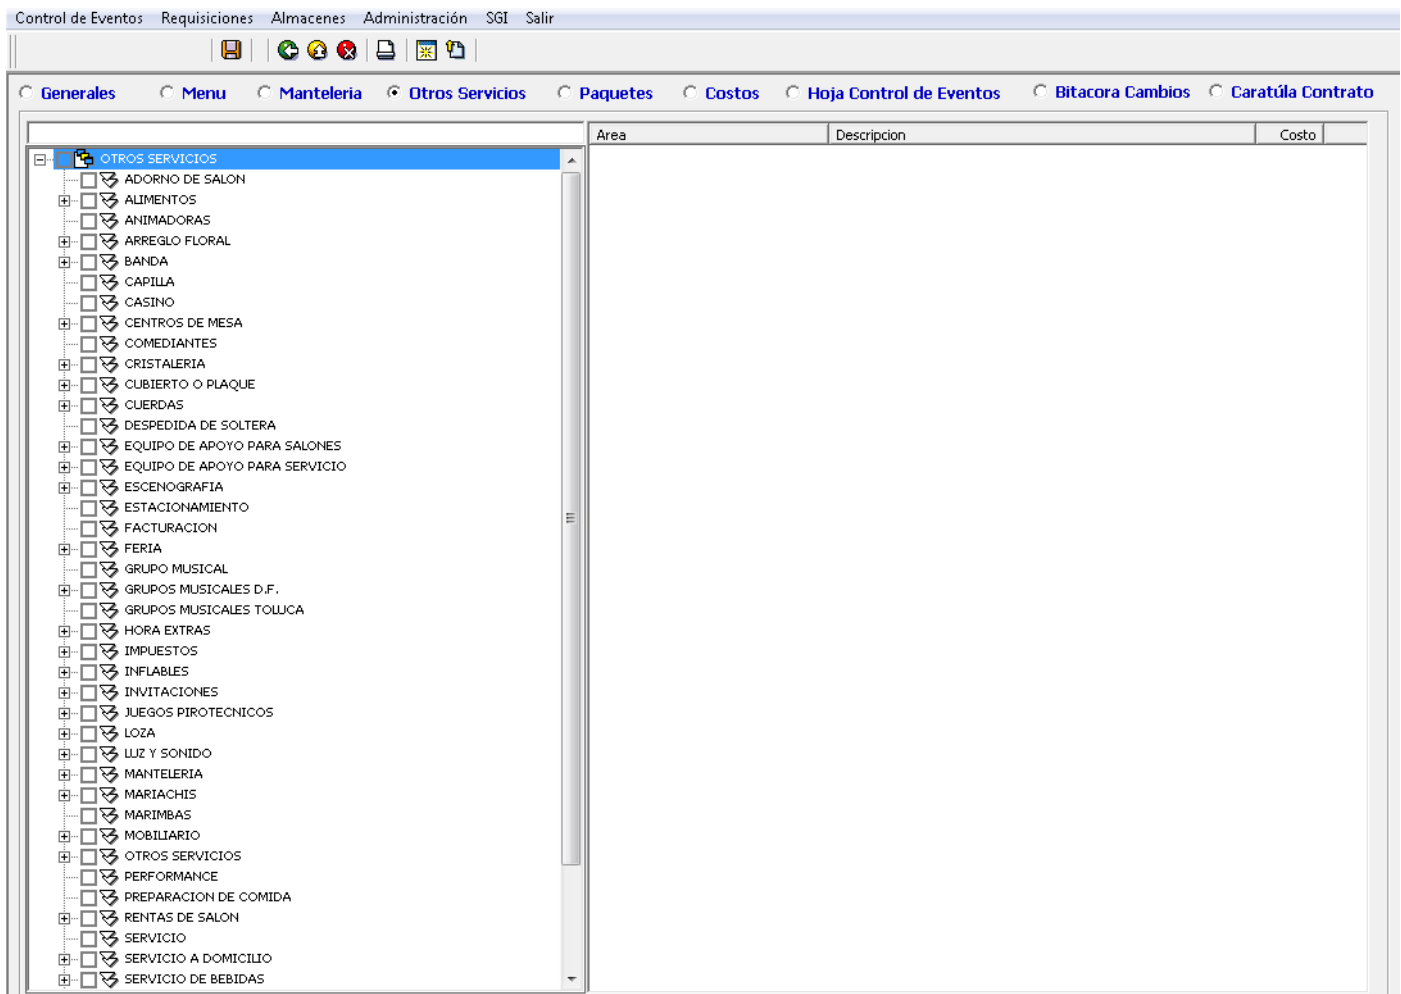 Control de Eventos Requisiciones Almacenes Administración SGI Salir
Generales Menu Manteleria Otros Servicios Paquetes Costos Hoja Control de Eventos Bitacora Cambios Caratúla Contrato
Area Descripcion Costo
OTROS SERVICIOS
ADORNO DE SALON
ALIMENTOS
ANIMADORAS
ARREGLO FLORAL
BANDA
CAPILLA
CASINO
CENTROS DE MESA
COMEDIANTES
CRISTALERIA
CUBIERTO O PLAQUE
CUERDAS
DESPEDIDA DE SOLTERA
EQUIPO DE APOYO PARA SALONES
EQUIPO DE APOYO PARA SERVICIO
ESCENOGRAFIA
ESTACIONAMIENTO
FACTURACION
FERIA
GRUPO MUSICAL
GRUPOS MUSICALES D.F.
GRUPOS MUSICALES TOLUCA
HORA EXTRAS
IMPUESTOS
INFLABLES
INVITACIONES
JUEGOS PIROTECNICOS
LOZA
LUZ Y SONIDO
MANTELERIA
MARIACHIS
MARIMBAS
MOBILIARIO
OTROS SERVICIOS
PERFORMANCE
PREPARACION DE COMIDA
RENTAS DE SALON
SERVICIO
SERVICIO A DOMICILIO
SERVICIO DE BEBIDAS